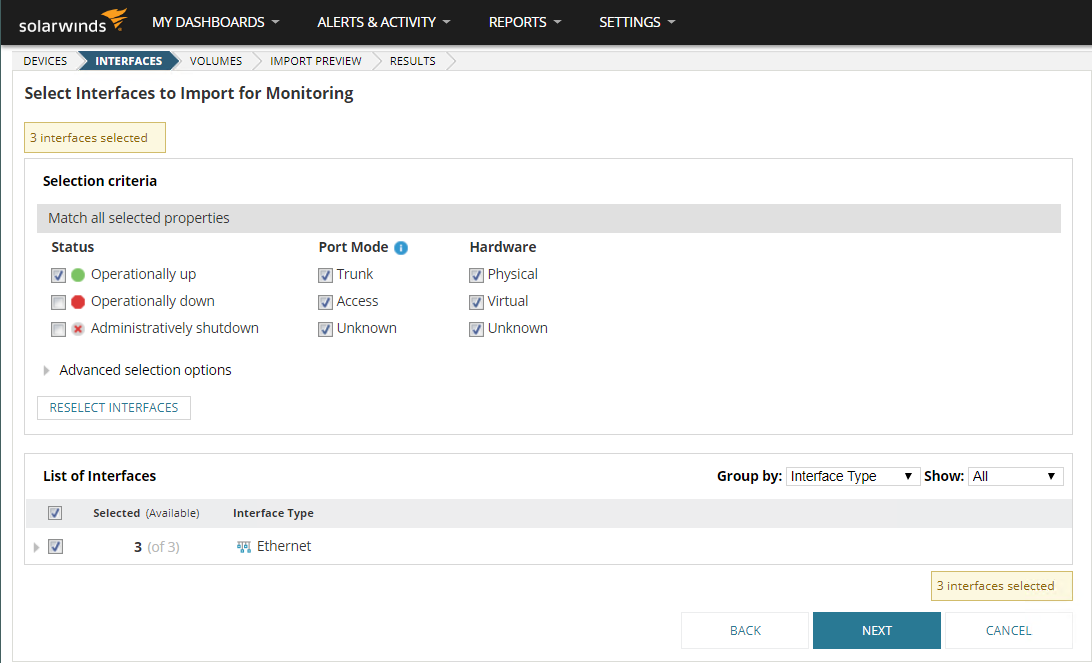 solarwinds MY DASHBOARDS ALERTS & ACTIVITY REPORTS SETTINGS
DEVICES INTERFACES VOLUMES IMPORT PREVIEW RESULTS
Select Interfaces to Import for Monitoring
3 interfaces selected
Selection criteria
Match all selected properties
Status Port Mode i Hardware
Operationally up Trunk Physical
Operationally down Access Virtual
Administratively shutdown Unknown Unknown
Advanced selection options
RESELECT INTERFACES
List of Interfaces Group by: Interface Type Show: All
Selected (Available) Interface Type
3 (of 3) Ethernet
3 interfaces selected
BACK NEXT CANCEL